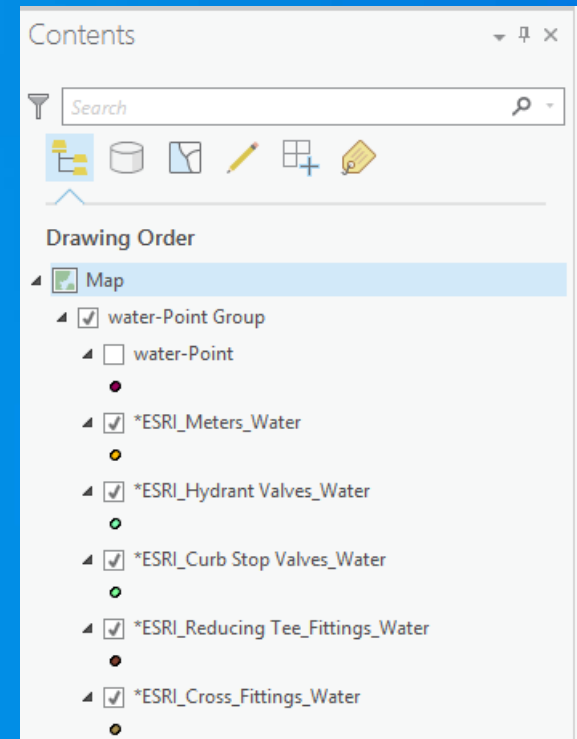 Contents
Search
Drawing Order
Map
water-Point Group
water-Point
*ESRI_Meters_Water
*ESRI_Hydrant Valves_Water
*ESRI_Curb Stop Valves_Water
*ESRI_Reducing Tee_Fittings_Water
*ESRI_Cross_Fittings_Water